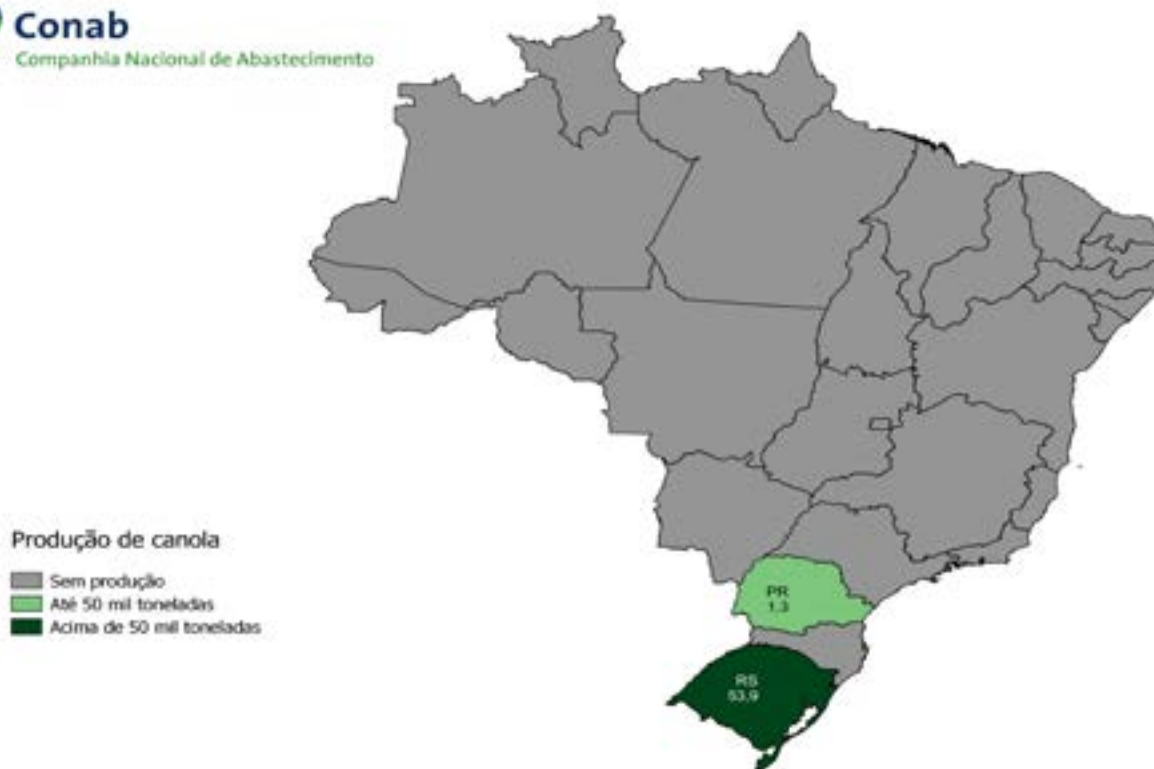 Conab
Companhia Nacional de Abastecimento
Produção de canola
Sem produção
Até 50 mil toneladas
Acima de 50 mil toneladas
PR
1,3
RS
53,9